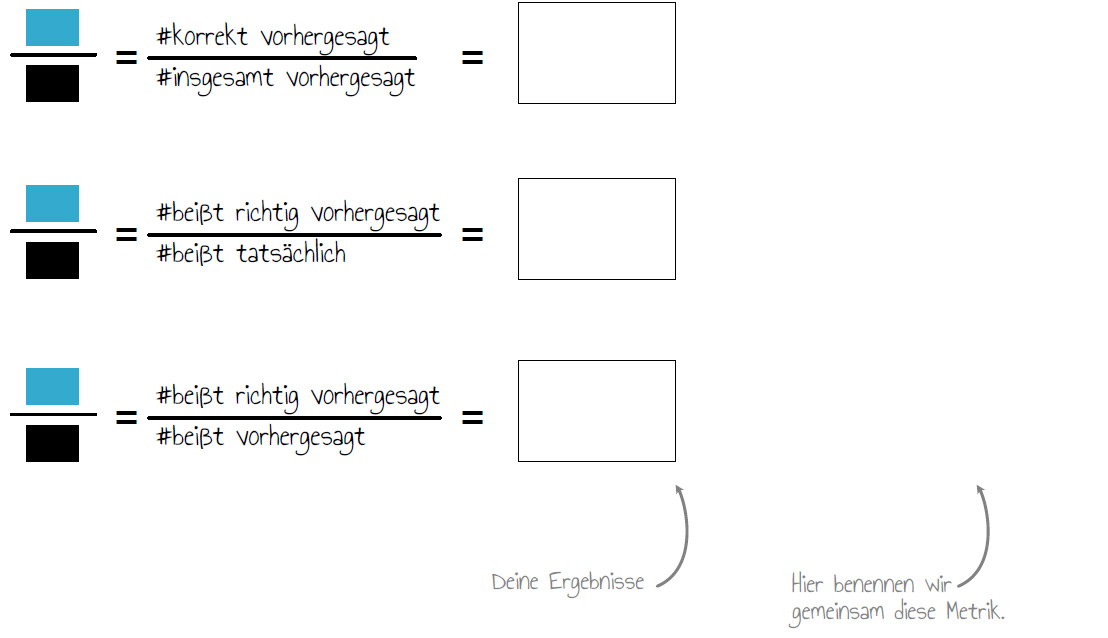 = #korrekt vorhergesagt =
#insgesamt vorhergesagt
= #beißt richtig vorhergesagt =
#beißt tatsächlich
= #beißt richtig vorhergesagt =
#beißt vorhergesagt
Deine Ergebnisse
Hier benennen wir
gemeinsam diese Metrik.